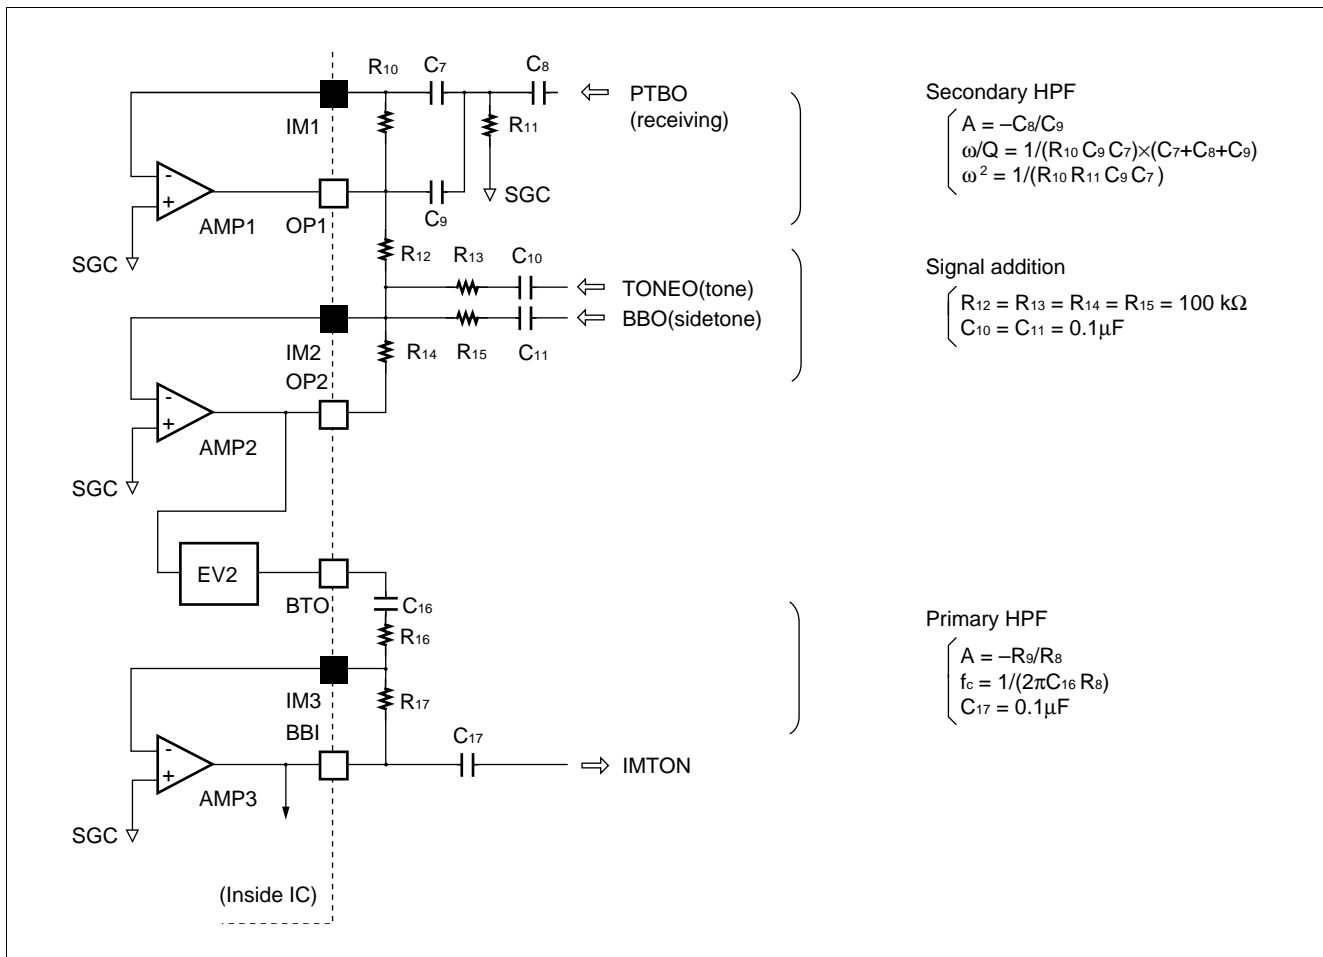 R10
C7
C8
PTBO
(receiving)
IM1
R11
-
+
AMP1
OP1
C9
SGC
SGC
R12
R13
C10
TONEO(tone)
BBO(sidetone)
IM2
R14
R15
C11
OP2
-
+
AMP2
SGC
EV2
BTO
C16
R16
IM3
R17
BBI
C17
-
+
AMP3
IMTON
SGC
(Inside IC)
Secondary HPF
A = –C8/C9
ω/Q = 1/(R10 C9 C7)×(C7+C8+C9)
ω² = 1/(R10 R11 C9 C7 )
Signal addition
R12 = R13 = R14 = R15 = 100 kΩ
C10 = C11 = 0.1µF
Primary HPF
A = –R9/R8
fc = 1/(2πC16 R8)
C17 = 0.1µF